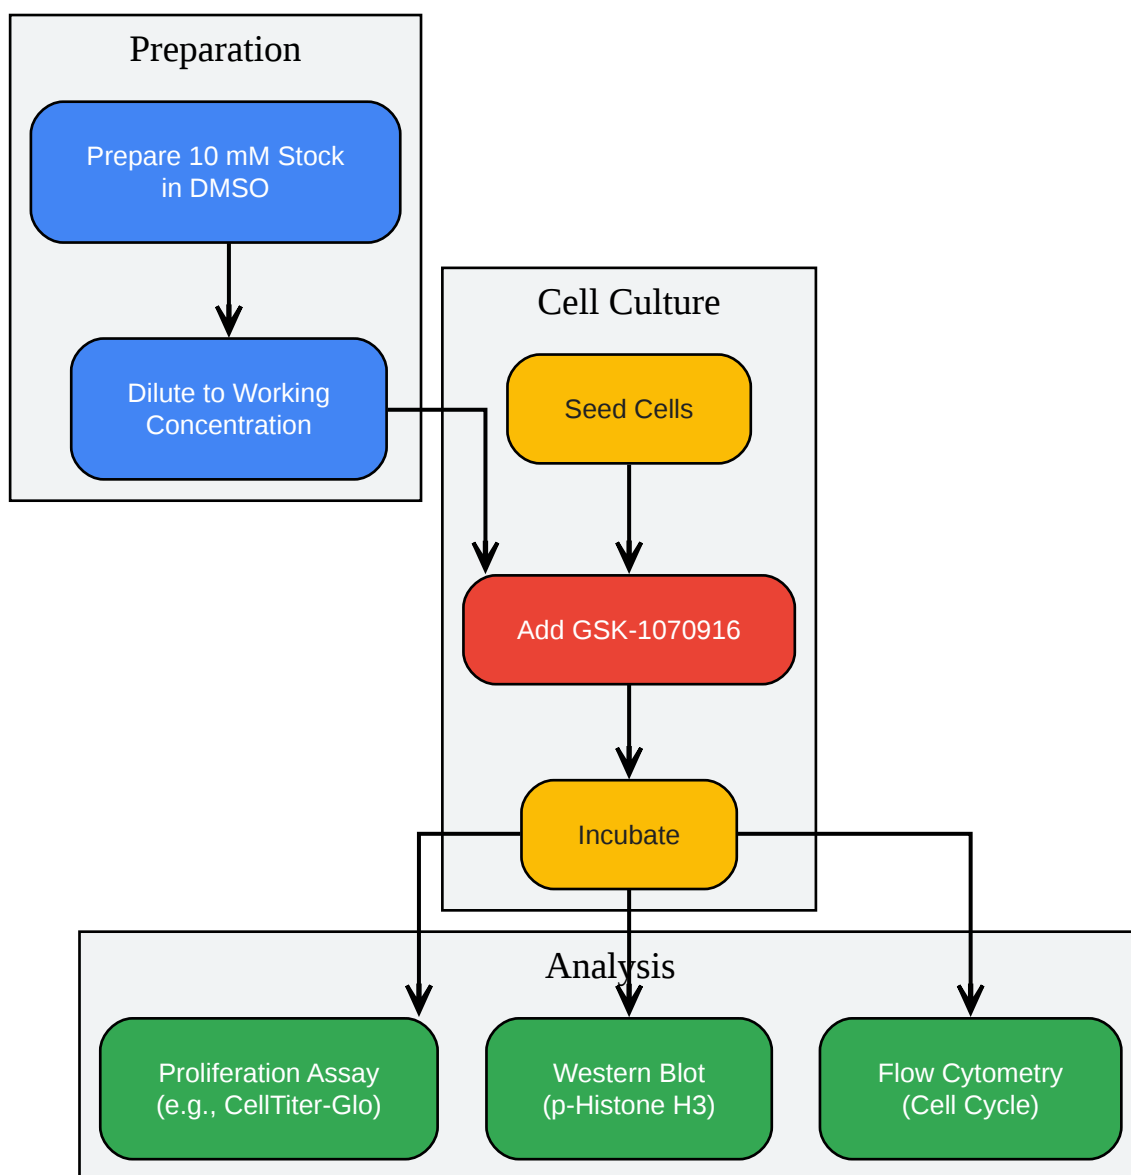 Preparation
Prepare 10 mM Stock
in DMSO
Dilute to Working
Concentration
Cell Culture
Seed Cells
Add GSK-1070916
Incubate
Analysis
Proliferation Assay
(e.g., CellTiter-Glo)
Western Blot
(p-Histone H3)
Flow Cytometry
(Cell Cycle)